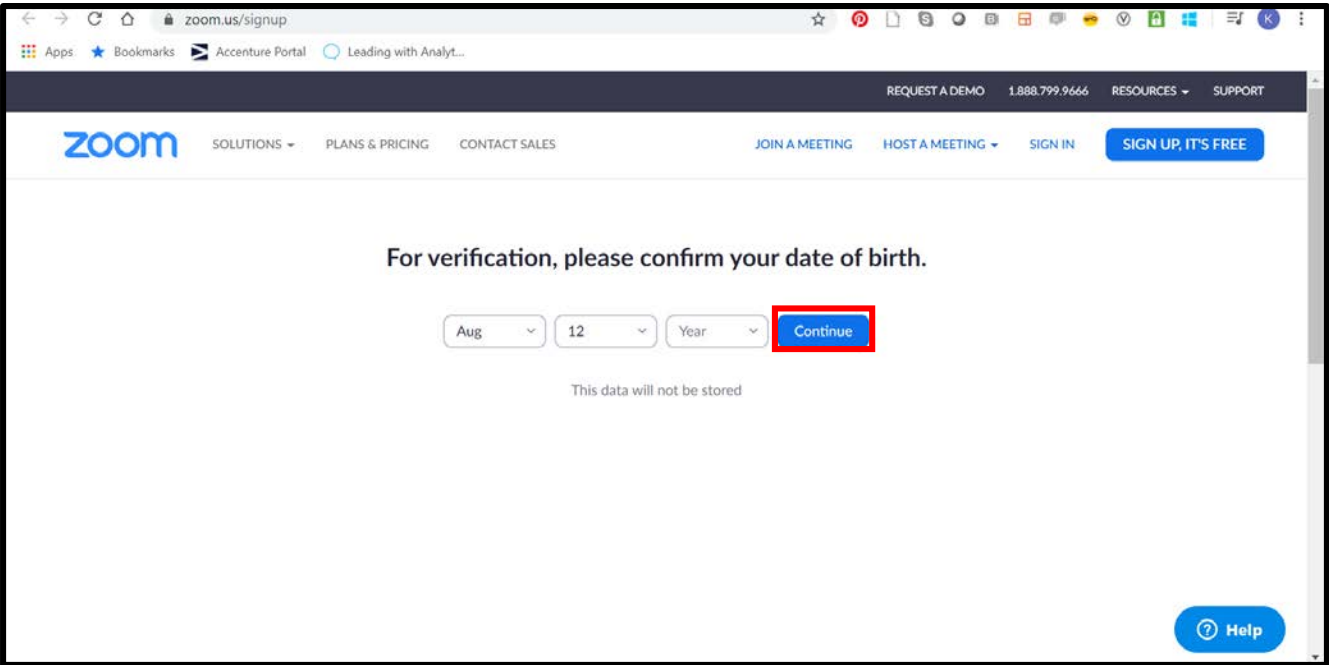 zoom.us/signup
Apps Bookmarks Accenture Portal Leading with Analyt...
REQUEST A DEMO 1.888.799.9666 RESOURCES SUPPORT
zoom SOLUTIONS PLANS & PRICING CONTACT SALES JOIN A MEETING HOST A MEETING SIGN IN SIGN UP, IT'S FREE
For verification, please confirm your date of birth.
Aug 12 Year Continue
This data will not be stored
Help